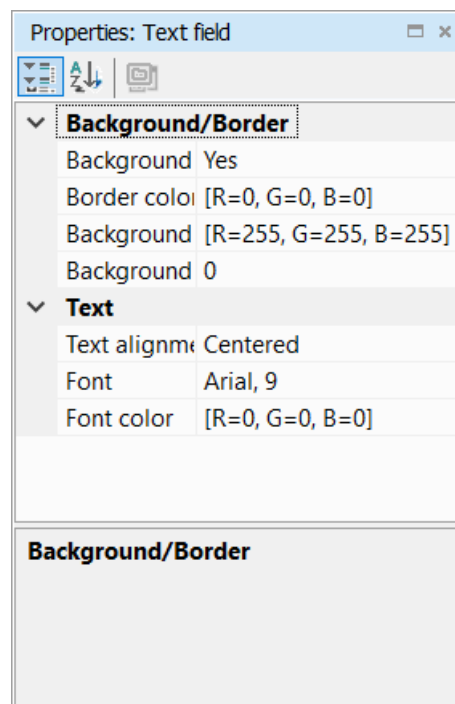 Properties: Text field
Background/Border
Background Yes
Border color [R=0, G=0, B=0]
Background [R=255, G=255, B=255]
Background 0
Text
Text alignme Centered
Font Arial, 9
Font color [R=0, G=0, B=0]
Background/Border